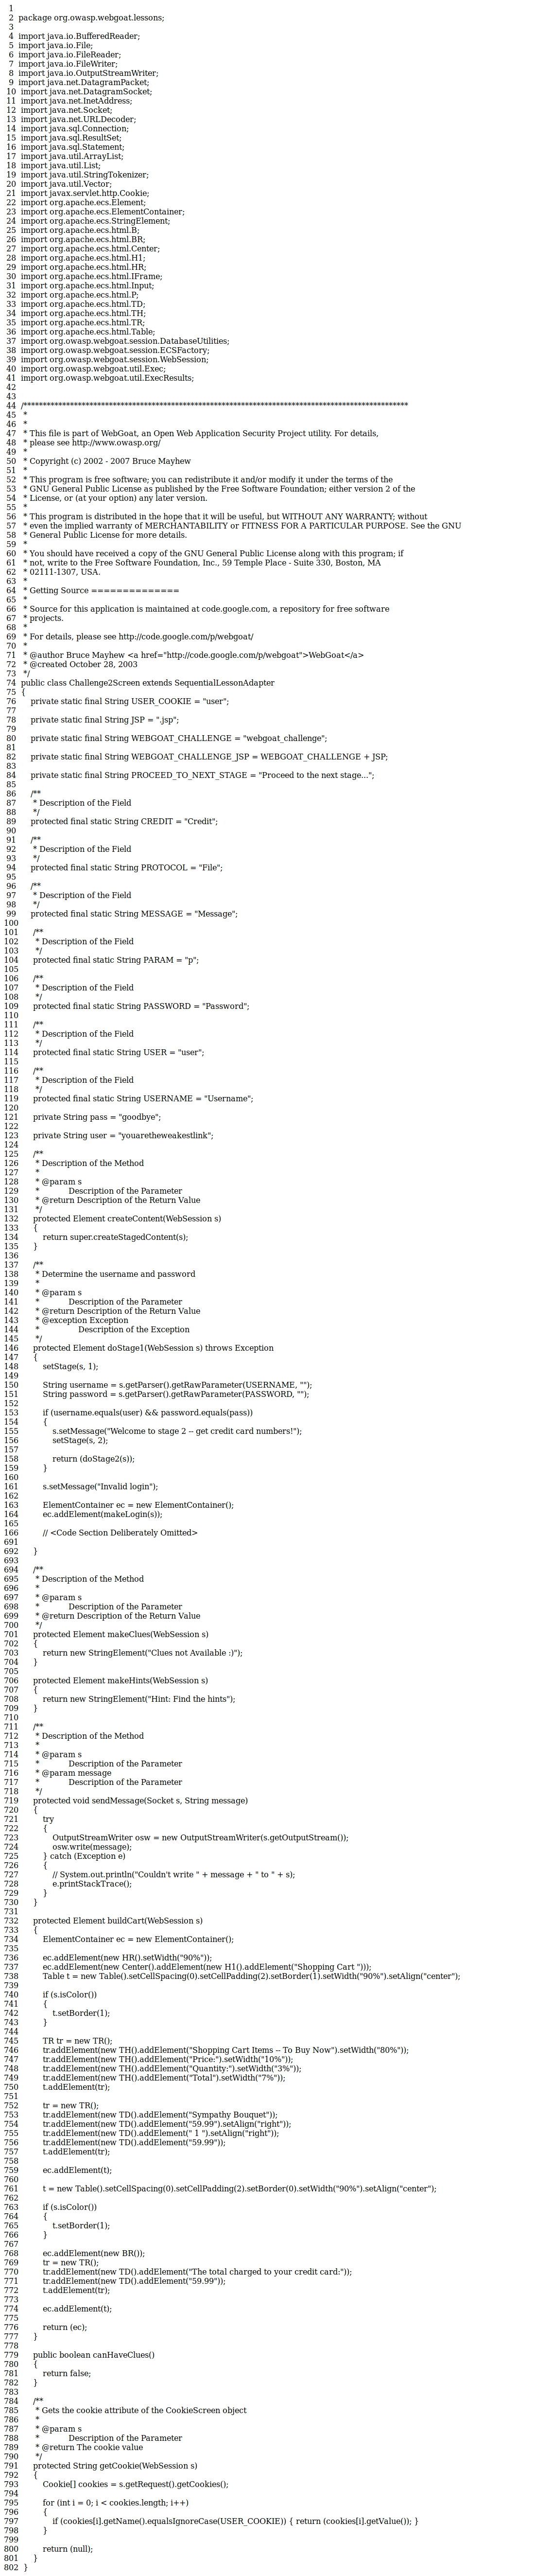 1
2 package org.owasp.webgoat.lessons;
3
4 import java.io.BufferedReader;
5 import java.io.File;
6 import java.io.FileReader;
7 import java.io.FileWriter;
8 import java.io.OutputStreamWriter;
9 import java.net.DatagramPacket;
10 import java.net.DatagramSocket;
11 import java.net.InetAddress;
12 import java.net.Socket;
13 import java.net.URLDecoder;
14 import java.sql.Connection;
15 import java.sql.ResultSet;
16 import java.sql.Statement;
17 import java.util.ArrayList;
18 import java.util.List;
19 import java.util.StringTokenizer;
20 import java.util.Vector;
21 import javax.servlet.http.Cookie;
22 import org.apache.ecs.Element;
23 import org.apache.ecs.ElementContainer;
24 import org.apache.ecs.StringElement;
25 import org.apache.ecs.html.B;
26 import org.apache.ecs.html.BR;
27 import org.apache.ecs.html.Center;
28 import org.apache.ecs.html.H1;
29 import org.apache.ecs.html.HR;
30 import org.apache.ecs.html.IFrame;
31 import org.apache.ecs.html.Input;
32 import org.apache.ecs.html.P;
33 import org.apache.ecs.html.TD;
34 import org.apache.ecs.html.TH;
35 import org.apache.ecs.html.TR;
36 import org.apache.ecs.html.Table;
37 import org.owasp.webgoat.session.DatabaseUtilities;
38 import org.owasp.webgoat.session.ECSFactory;
39 import org.owasp.webgoat.session.WebSession;
40 import org.owasp.webgoat.util.Exec;
41 import org.owasp.webgoat.util.ExecResults;
42
43
44 /***************************************************************************************************
45 *
46 *
47 * This file is part of WebGoat, an Open Web Application Security Project utility. For details,
48 * please see http://www.owasp.org/
49 *
50 * Copyright (c) 2002 - 2007 Bruce Mayhew
51 *
52 * This program is free software; you can redistribute it and/or modify it under the terms of the
53 * GNU General Public License as published by the Free Software Foundation; either version 2 of the
54 * License, or (at your option) any later version.
55 *
56 * This program is distributed in the hope that it will be useful, but WITHOUT ANY WARRANTY; without
57 * even the implied warranty of MERCHANTABILITY or FITNESS FOR A PARTICULAR PURPOSE. See the GNU
58 * General Public License for more details.
59 *
60 * You should have received a copy of the GNU General Public License along with this program; if
61 * not, write to the Free Software Foundation, Inc., 59 Temple Place - Suite 330, Boston, MA
62 * 02111-1307, USA.
63 *
64 * Getting Source ==============
65 *
66 * Source for this application is maintained at code.google.com, a repository for free software
67 * projects.
68 *
69 * For details, please see http://code.google.com/p/webgoat/
70 *
71 * @author Bruce Mayhew <a href="http://code.google.com/p/webgoat">WebGoat</a>
72 * @created October 28, 2003
73 */
74 public class Challenge2Screen extends SequentialLessonAdapter
75 {
76 private static final String USER_COOKIE = "user";
77
78 private static final String JSP = ".jsp";
79
80 private static final String WEBGOAT_CHALLENGE = "webgoat_challenge";
81
82 private static final String WEBGOAT_CHALLENGE_JSP = WEBGOAT_CHALLENGE + JSP;
83
84 private static final String PROCEED_TO_NEXT_STAGE = "Proceed to the next stage...";
85
86 /**
87 * Description of the Field
88 */
89 protected final static String CREDIT = "Credit";
90
91 /**
92 * Description of the Field
93 */
94 protected final static String PROTOCOL = "File";
95
96 /**
97 * Description of the Field
98 */
99 protected final static String MESSAGE = "Message";
100
101 /**
102 * Description of the Field
103 */
104 protected final static String PARAM = "p";
105
106 /**
107 * Description of the Field
108 */
109 protected final static String PASSWORD = "Password";
110
111 /**
112 * Description of the Field
113 */
114 protected final static String USER = "user";
115
116 /**
117 * Description of the Field
118 */
119 protected final static String USERNAME = "Username";
120
121 private String pass = "goodbye";
122
123 private String user = "youaretheweakestlink";
124
125 /**
126 * Description of the Method
127 *
128 * @param s
129 * Description of the Parameter
130 * @return Description of the Return Value
131 */
132 protected Element createContent(WebSession s)
133 {
134 return super.createStagedContent(s);
135 }
136
137 /**
138 * Determine the username and password
139 *
140 * @param s
141 * Description of the Parameter
142 * @return Description of the Return Value
143 * @exception Exception
144 * Description of the Exception
145 */
146 protected Element doStage1(WebSession s) throws Exception
147 {
148 setStage(s, 1);
149
150 String username = s.getParser().getRawParameter(USERNAME, "");
151 String password = s.getParser().getRawParameter(PASSWORD, "");
152
153 if (username.equals(user) && password.equals(pass))
154 {
155 s.setMessage("Welcome to stage 2 -- get credit card numbers!");
156 setStage(s, 2);
157
158 return (doStage2(s));
159 }
160
161 s.setMessage("Invalid login");
162
163 ElementContainer ec = new ElementContainer();
164 ec.addElement(makeLogin(s));
165
166 // <Code Section Deliberately Omitted>
691
692 }
693
694 /**
695 * Description of the Method
696 *
697 * @param s
698 * Description of the Parameter
699 * @return Description of the Return Value
700 */
701 protected Element makeClues(WebSession s)
702 {
703 return new StringElement("Clues not Available :)");
704 }
705
706 protected Element makeHints(WebSession s)
707 {
708 return new StringElement("Hint: Find the hints");
709 }
710
711 /**
712 * Description of the Method
713 *
714 * @param s
715 * Description of the Parameter
716 * @param message
717 * Description of the Parameter
718 */
719 protected void sendMessage(Socket s, String message)
720 {
721 try
722 {
723 OutputStreamWriter osw = new OutputStreamWriter(s.getOutputStream());
724 osw.write(message);
725 } catch (Exception e)
726 {
727 // System.out.println("Couldn't write " + message + " to " + s);
728 e.printStackTrace();
729 }
730 }
731
732 protected Element buildCart(WebSession s)
733 {
734 ElementContainer ec = new ElementContainer();
735
736 ec.addElement(new HR().setWidth("90%"));
737 ec.addElement(new Center().addElement(new H1().addElement("Shopping Cart ")));
738 Table t = new Table().setCellSpacing(0).setCellPadding(2).setBorder(1).setWidth("90%").setAlign("center");
739
740 if (s.isColor())
741 {
742 t.setBorder(1);
743 }
744
745 TR tr = new TR();
746 tr.addElement(new TH().addElement("Shopping Cart Items -- To Buy Now").setWidth("80%"));
747 tr.addElement(new TH().addElement("Price:").setWidth("10%"));
748 tr.addElement(new TH().addElement("Quantity:").setWidth("3%"));
749 tr.addElement(new TH().addElement("Total").setWidth("7%"));
750 t.addElement(tr);
751
752 tr = new TR();
753 tr.addElement(new TD().addElement("Sympathy Bouquet"));
754 tr.addElement(new TD().addElement("59.99").setAlign("right"));
755 tr.addElement(new TD().addElement(" 1 ").setAlign("right"));
756 tr.addElement(new TD().addElement("59.99"));
757 t.addElement(tr);
758
759 ec.addElement(t);
760
761 t = new Table().setCellSpacing(0).setCellPadding(2).setBorder(0).setWidth("90%").setAlign("center");
762
763 if (s.isColor())
764 {
765 t.setBorder(1);
766 }
767
768 ec.addElement(new BR());
769 tr = new TR();
770 tr.addElement(new TD().addElement("The total charged to your credit card:"));
771 tr.addElement(new TD().addElement("59.99"));
772 t.addElement(tr);
773
774 ec.addElement(t);
775
776 return (ec);
777 }
778
779 public boolean canHaveClues()
780 {
781 return false;
782 }
783
784 /**
785 * Gets the cookie attribute of the CookieScreen object
786 *
787 * @param s
788 * Description of the Parameter
789 * @return The cookie value
790 */
791 protected String getCookie(WebSession s)
792 {
793 Cookie[] cookies = s.getRequest().getCookies();
794
795 for (int i = 0; i < cookies.length; i++)
796 {
797 if (cookies[i].getName().equalsIgnoreCase(USER_COOKIE)) { return (cookies[i].getValue()); }
798 }
799
800 return (null);
801 }
802 }